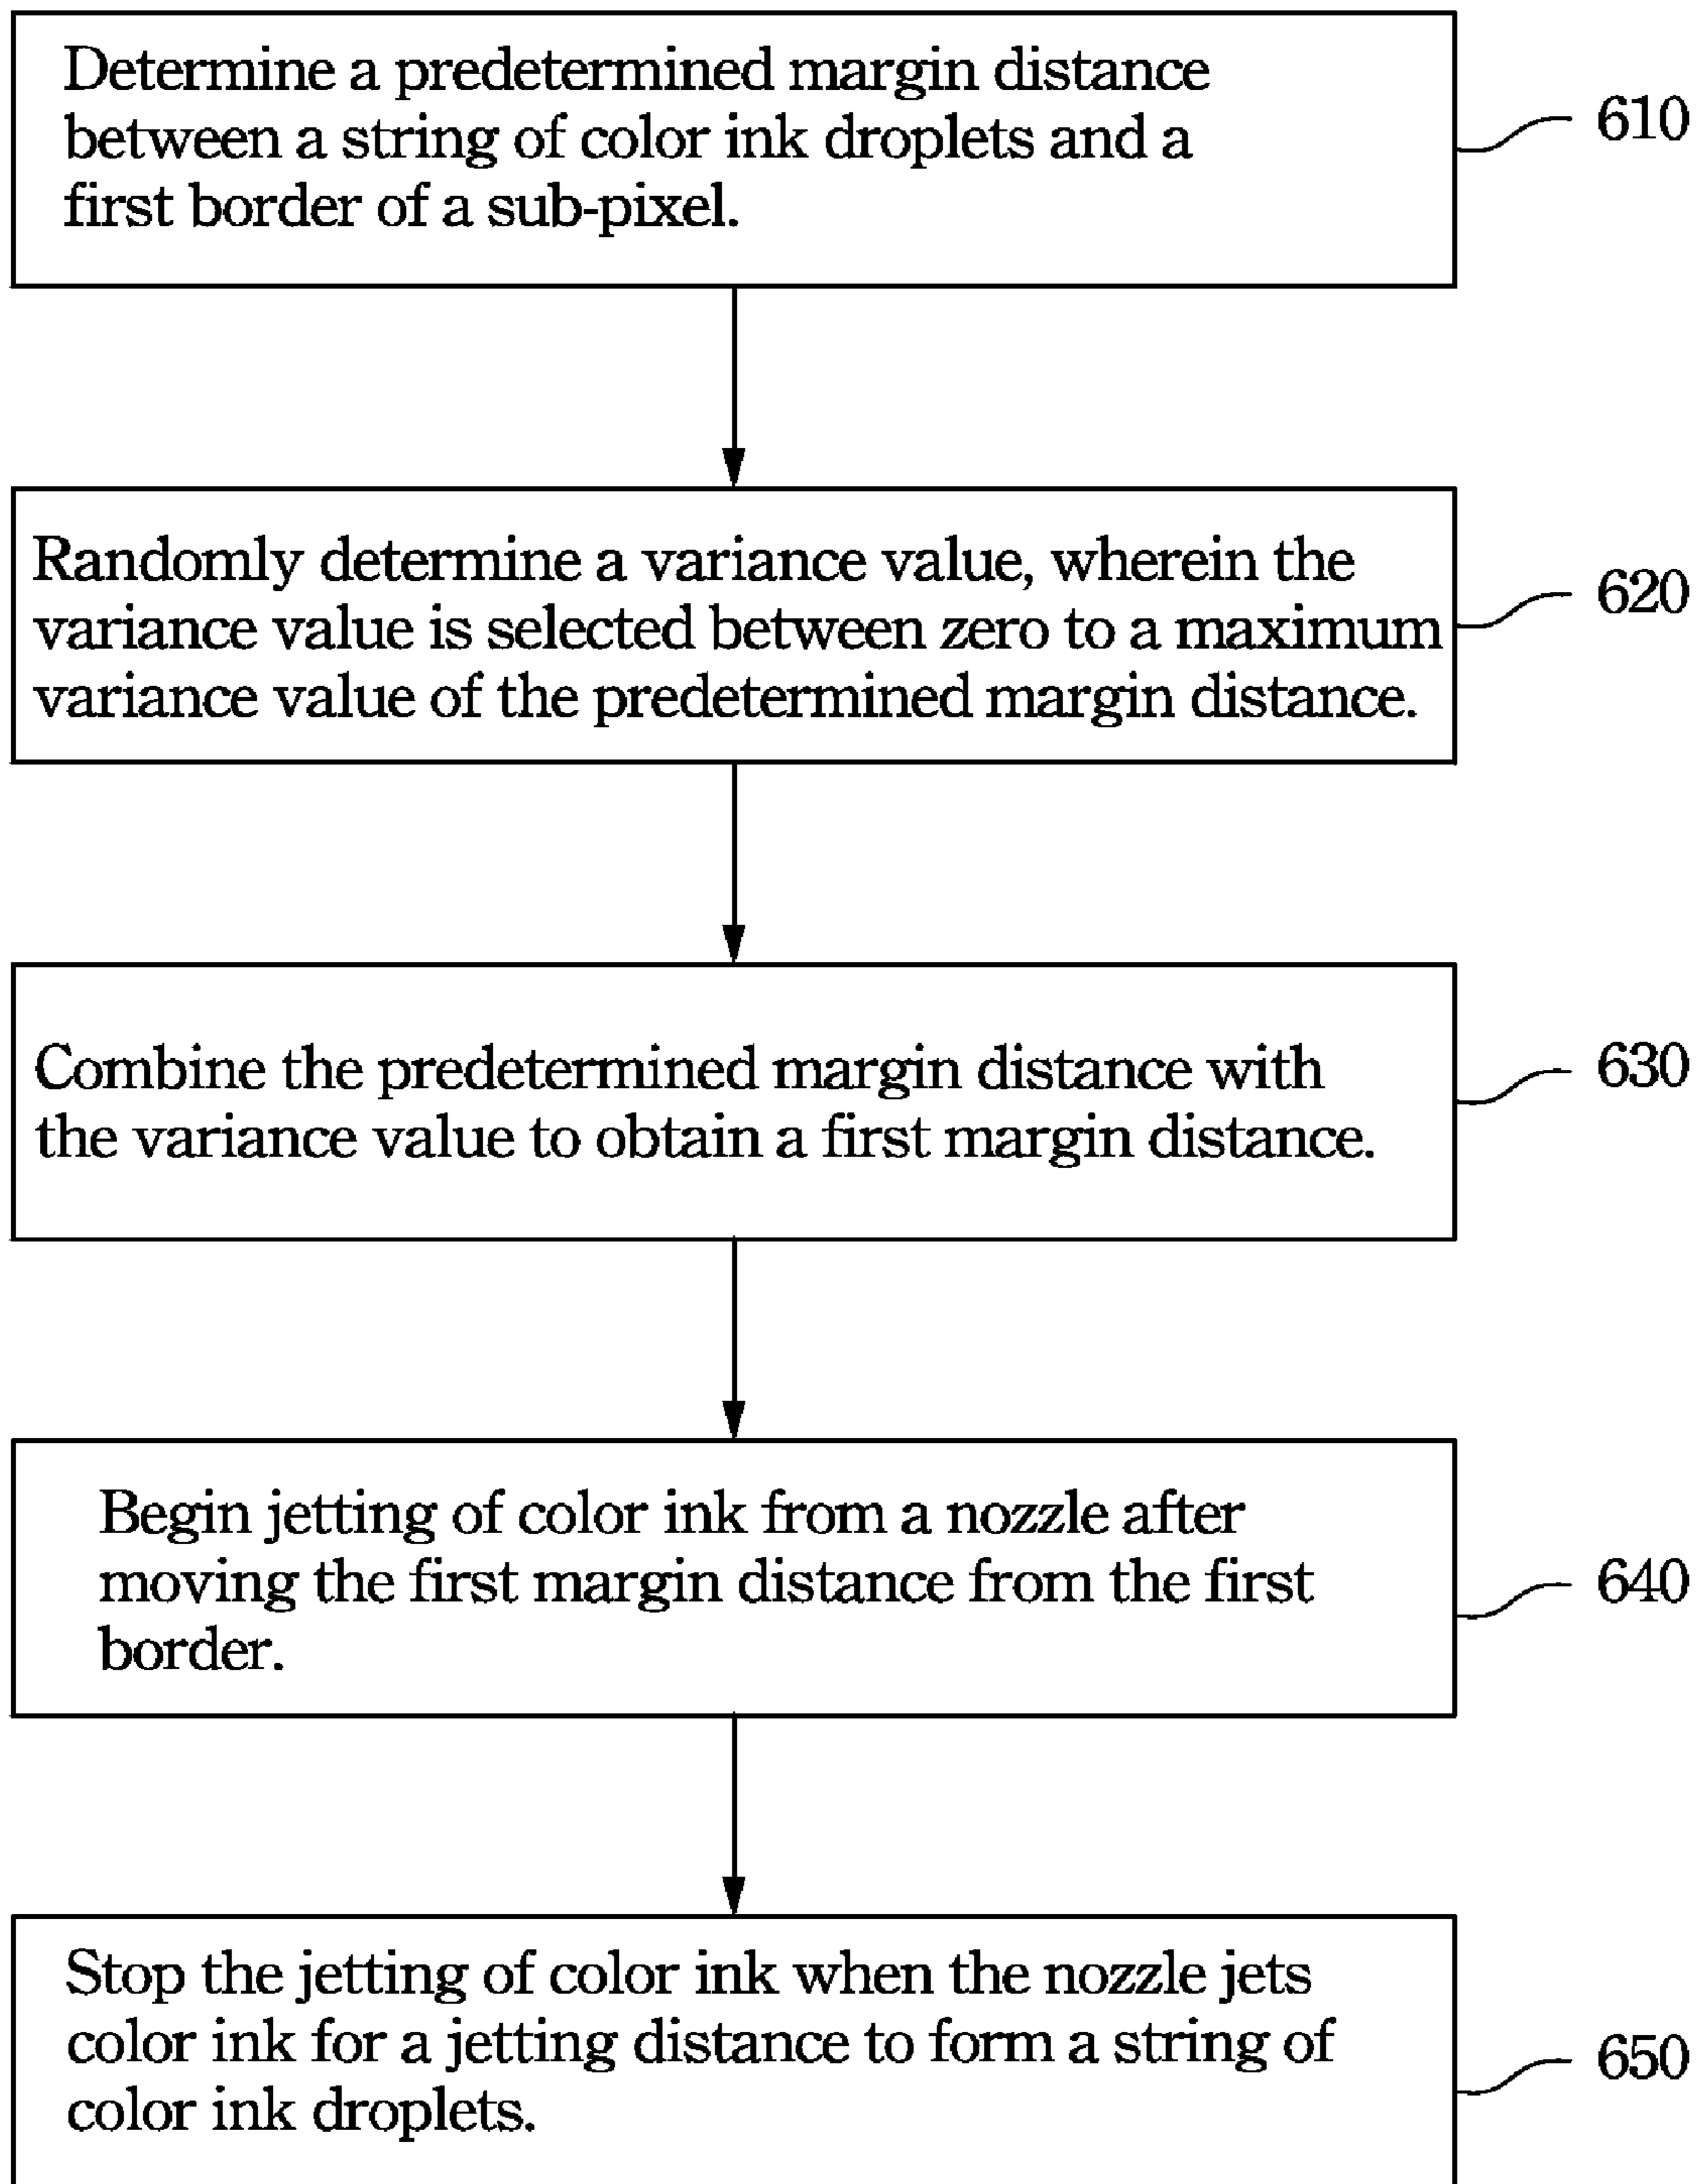 Determine a predetermined margin distance
between a string of color ink droplets and a
first border of a sub-pixel.
610
Randomly determine a variance value, wherein the
variance value is selected between zero to a maximum
variance value of the predetermined margin distance.
620
Combine the predetermined margin distance with
the variance value to obtain a first margin distance.
630
Begin jetting of color ink from a nozzle after
moving the first margin distance from the first
border.
640
Stop the jetting of color ink when the nozzle jets
color ink for a jetting distance to form a string of
color ink droplets.
650